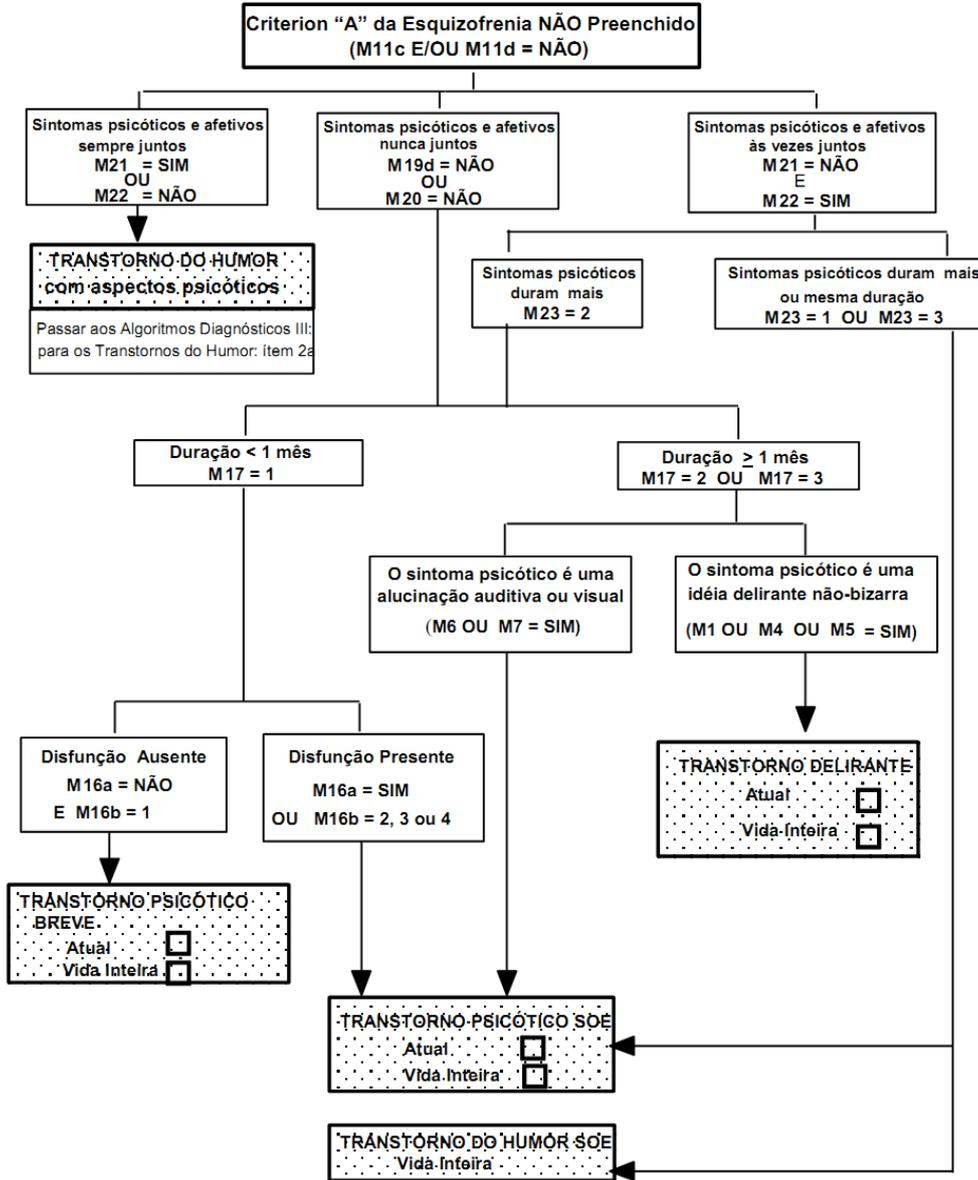 Criterion “A” da Esquizofrenia NÃO Preenchido
(M11c E/OU M11d = NÃO)
Sintomas psicóticos e afetivos
sempre juntos
M21 = SIM
OU
M22 = NÃO
Sintomas psicóticos e afetivos
nunca juntos
M19d = NÃO
OU
M20 = NÃO
Sintomas psicóticos e afetivos
às vezes juntos
M21 = NÃO
E
M22 = SIM
TRANSTORNO DO HUMOR
com aspectos psicóticos
Passar aos Algoritmos Diagnósticos III:
para os Transtornos do Humor: ítem 2a
Sintomas psicóticos
duram mais
M23 = 2
Sintomas psicóticos duram mais
ou mesma duração
M23 = 1 OU M23 = 3
Duração < 1 mês
M17 = 1
Duração ≥ 1 mês
M17 = 2 OU M17 = 3
O sintoma psicótico é uma
alucinação auditiva ou visual
(M6 OU M7 = SIM)
O sintoma psicótico é uma
idéia delirante não-bizarra
(M1 OU M4 OU M5 = SIM)
Disfunção Ausente
M16a = NÃO
E M16b = 1
Disfunção Presente
M16a = SIM
OU M16b = 2, 3 ou 4
TRANSTORNO DELIRANTE
Atual
Vida Inteira
TRANSTORNO PSICÓTICO
BREVE
Atual
Vida Inteira
TRANSTORNO PSICÓTICO SOE
Atual
Vida Inteira
TRANSTORNO DO HUMOR SOE
Vida Inteira